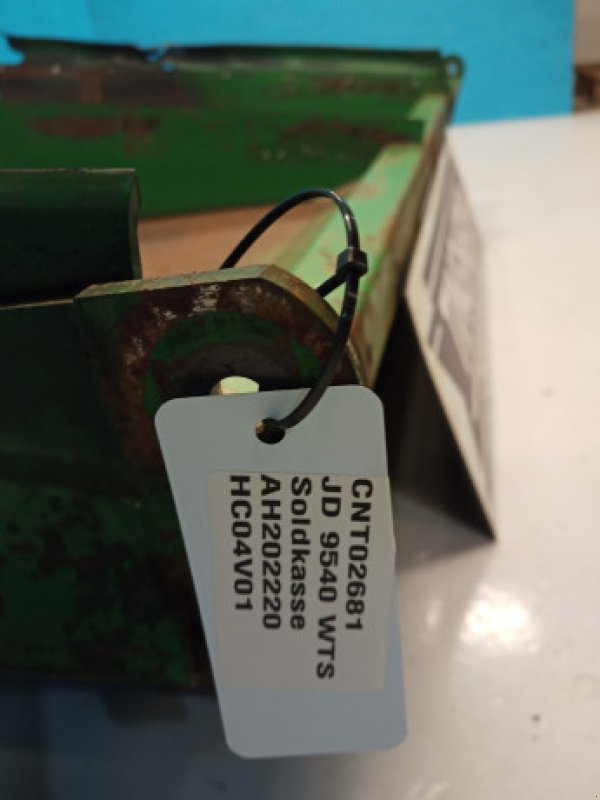 CNT02681
JD 9540 WTS
Soldkasse
AH202220
HC04V01